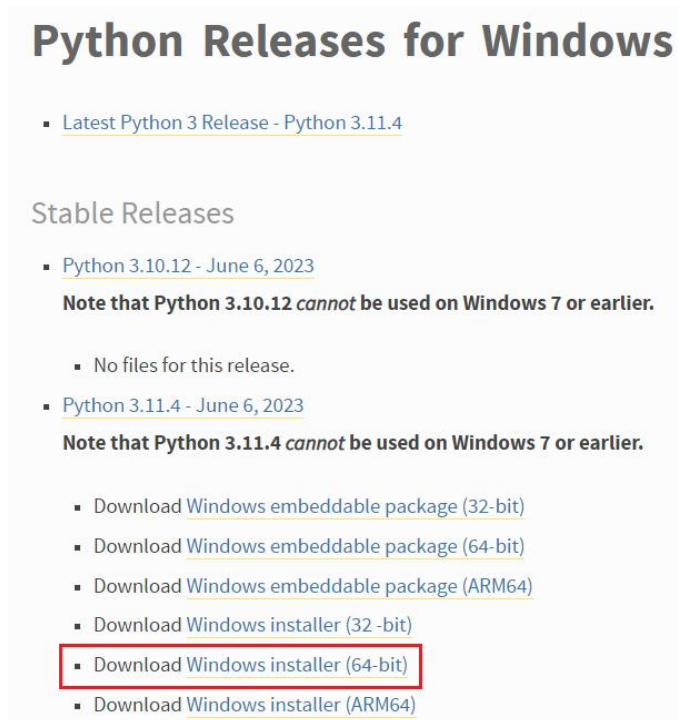 Python Releases for Windows
Latest Python 3 Release - Python 3.11.4
Stable Releases
Python 3.10.12 - June 6, 2023
Note that Python 3.10.12 cannot be used on Windows 7 or earlier.
No files for this release.
Python 3.11.4 - June 6, 2023
Note that Python 3.11.4 cannot be used on Windows 7 or earlier.
Download Windows embeddable package (32-bit)
Download Windows embeddable package (64-bit)
Download Windows embeddable package (ARM64)
Download Windows installer (32 -bit)
Download Windows installer (64-bit)
Download Windows installer (ARM64)